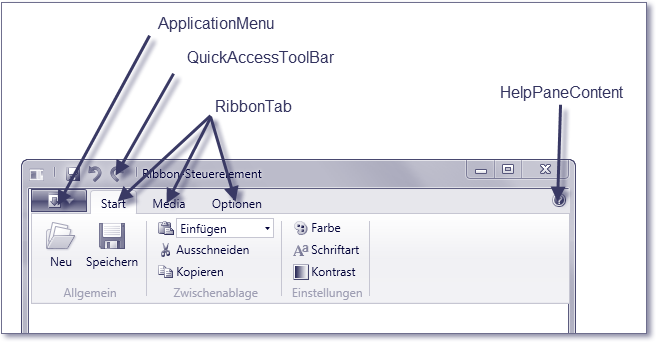 ApplicationMenu
QuickAccessToolBar
RibbonTab
HelpPaneContent
Ribbon-Steuerelement
Start Media Optionen
Einfügen Farbe
Ausschneiden Aa Schriftart
Neu Speichern Kopieren Kontrast
Allgemein Zwischenablage Einstellungen